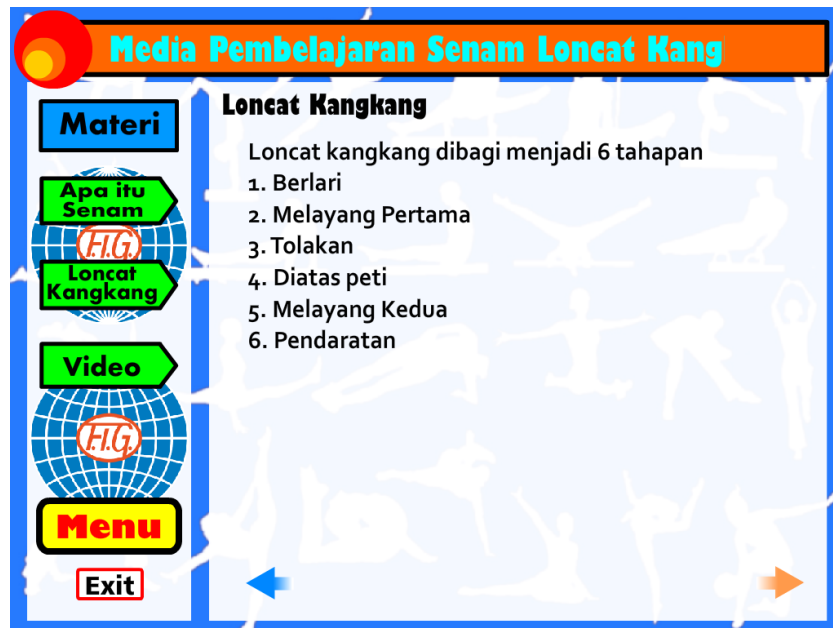 Media Pembelajaran Senam Loncat Kang
Materi
Apa itu
Senam
F.I.G.
Loncat
Kangkang
Video
F.I.G.
Menu
Exit
Loncat Kangkang
Loncat kangkang dibagi menjadi 6 tahapan
1. Berlari
2. Melayang Pertama
3. Tolakan
4. Diatas peti
5. Melayang Kedua
6. Pendaratan